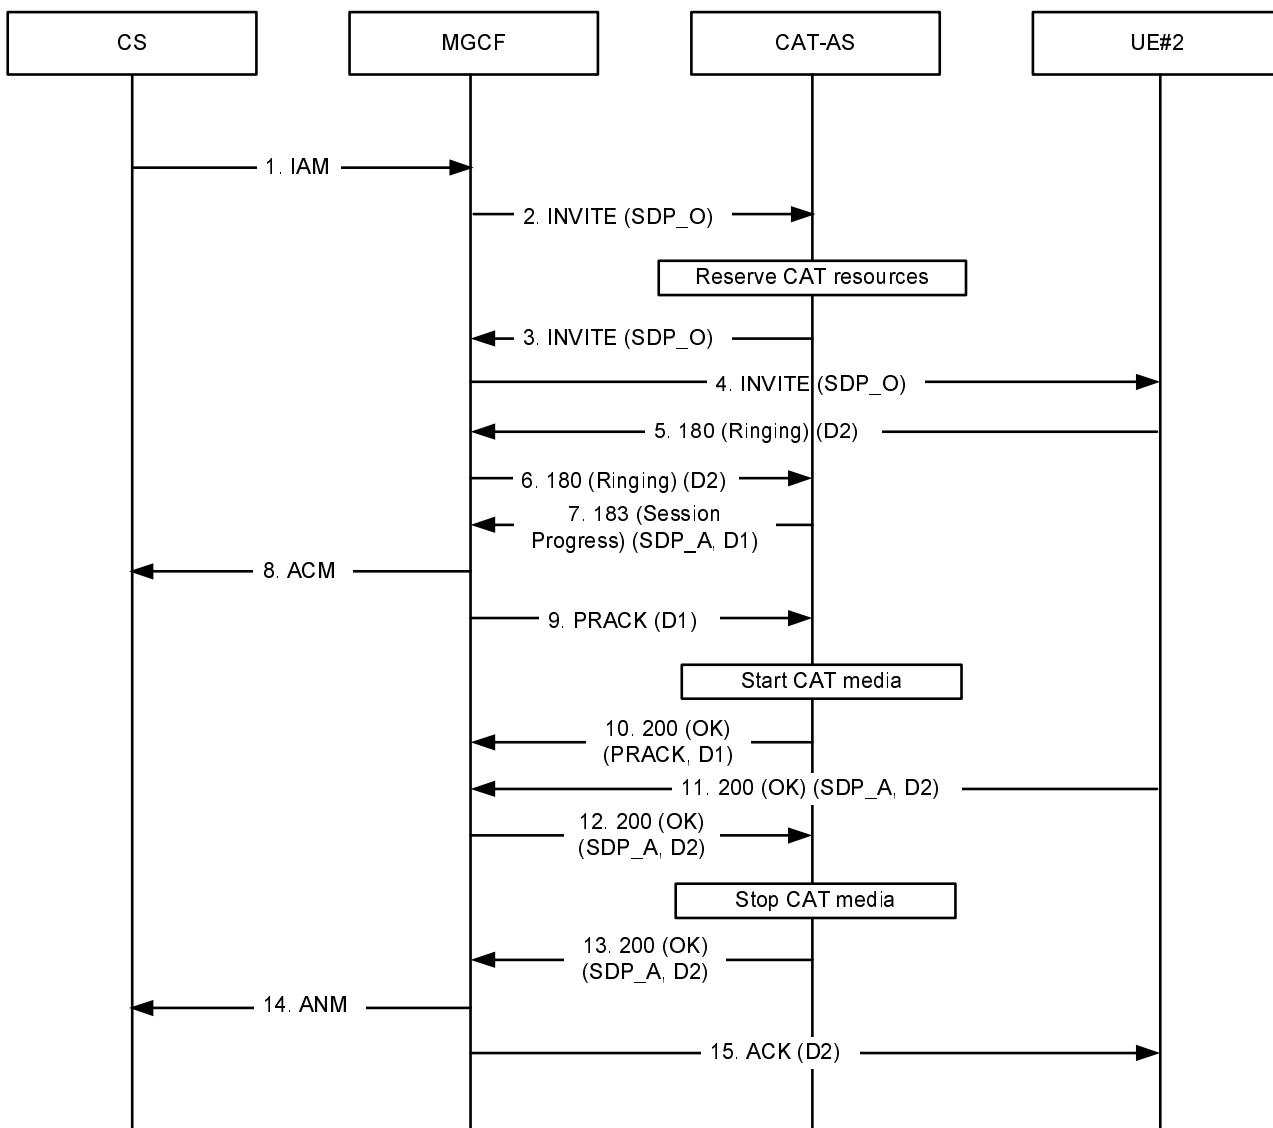 CS
MGCF
CAT-AS
UE#2
1. IAM
2. INVITE (SDP_O)
Reserve CAT resources
3. INVITE (SDP_O)
4. INVITE (SDP_O)
5. 180 (Ringing) (D2)
6. 180 (Ringing) (D2)
7. 183 (Session
Progress) (SDP_A, D1)
8. ACM
9. PRACK (D1)
Start CAT media
10. 200 (OK)
(PRACK, D1)
11. 200 (OK) (SDP_A, D2)
12. 200 (OK)
(SDP_A, D2)
Stop CAT media
13. 200 (OK)
(SDP_A, D2)
14. ANM
15. ACK (D2)